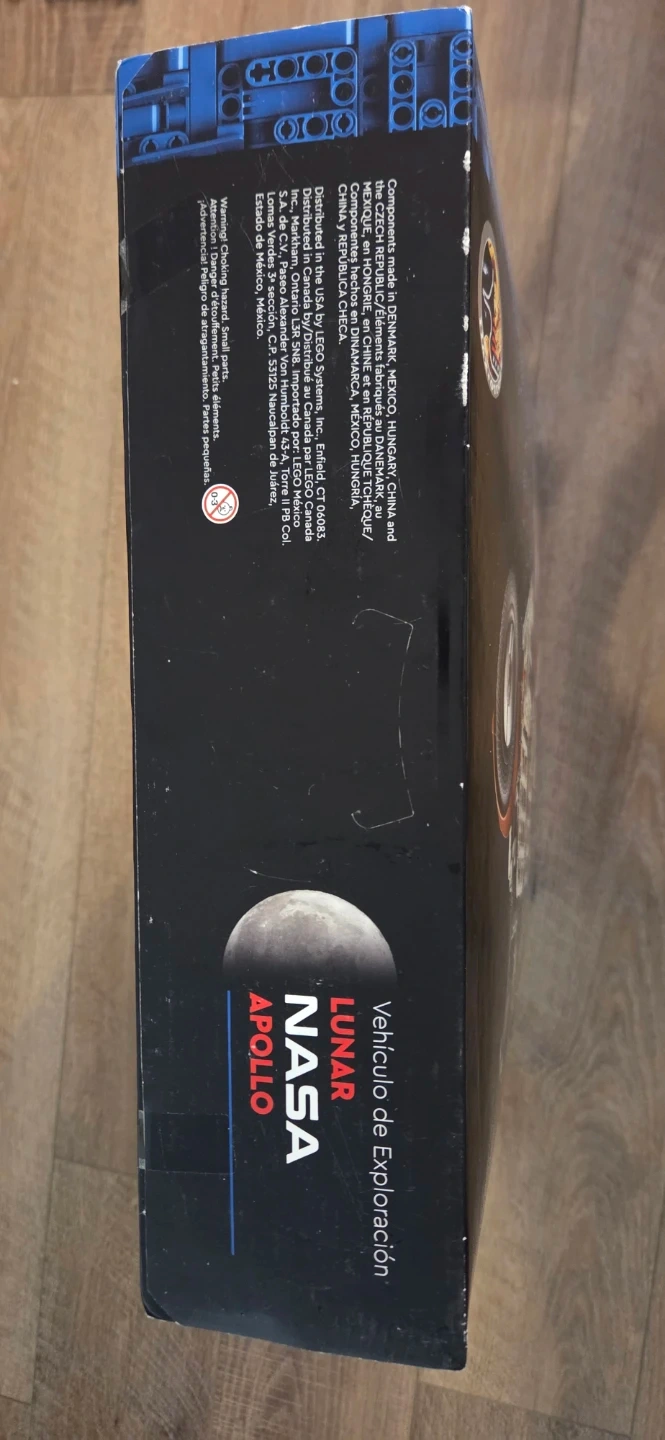 Components made in DENMARK, MEXICO, HUNGARY, CHINA and
the CZECH REPUBLIC/Éléments fabriqués au DANEMARK, au
MEXIQUE, en HONGRIE, en CHINE et en RÉPUBLIQUE TCHÈQUE/
Componentes hechos en DINAMARCA, MÉXICO, HUNGRÍA,
CHINA y REPÚBLICA CHECA.
Distributed in the USA by LEGO Systems, Inc., Enfield, CT 06083.
Distributed in Canada by/Distribué au Canada par LEGO Canada
Inc., Markham, Ontario L3R 5N8. Importado por: LEGO México
S.A. de C.V., Paseo Alexander Von Humboldt 43-A, Torre II PB Col.
Lomas Verdes 3ª sección, C.P. 53125 Naucalpan de Juárez,
Estado de México, México.
Warning! Choking hazard. Small parts.
Attention ! Danger d'étouffement. Petits éléments.
¡Advertencia! Peligro de atragantamiento. Partes pequeñas.
0-3
Vehículo de Exploración
LUNAR
NASA
APOLLO